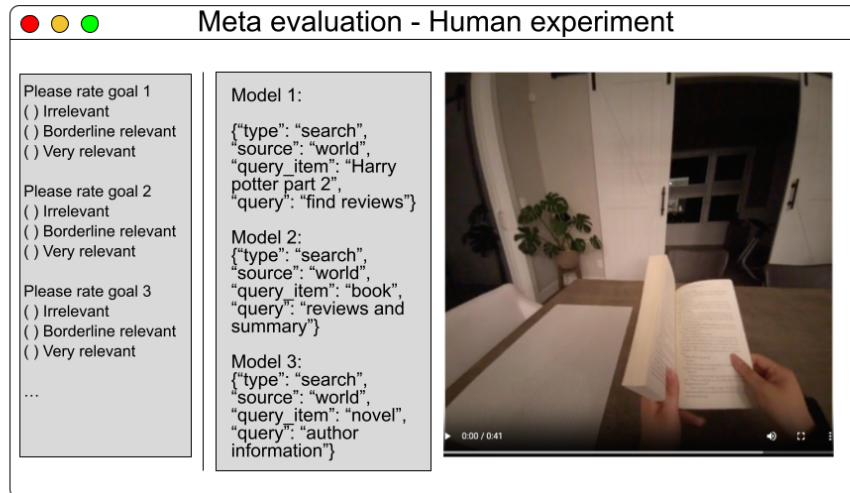 Meta evaluation - Human experiment
Please rate goal 1
( ) Irrelevant
( ) Borderline relevant
( ) Very relevant
Please rate goal 2
( ) Irrelevant
( ) Borderline relevant
( ) Very relevant
Please rate goal 3
( ) Irrelevant
( ) Borderline relevant
( ) Very relevant
…
Model 1:
{“type”: “search”,
“source”: “world”,
“query_item”: “Harry
potter part 2”,
“query”: “find reviews”}
Model 2:
{“type”: “search”,
“source”: “world”,
“query_item”: “book”,
“query”: “reviews and
summary”}
Model 3:
{“type”: “search”,
“source”: “world”,
“query_item”: “novel”,
“query”: “author
information”}
0:00 / 0:41